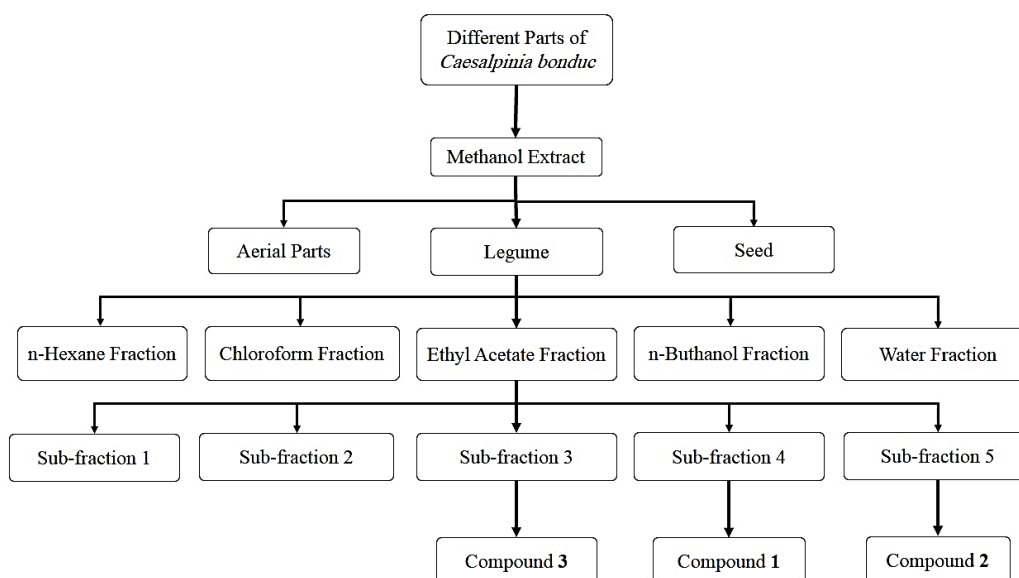 Different Parts of
Caesalpinia bonduc
Methanol Extract
Aerial Parts
Legume
Seed
n-Hexane Fraction
Chloroform Fraction
Ethyl Acetate Fraction
n-Buthanol Fraction
Water Fraction
Sub-fraction 1
Sub-fraction 2
Sub-fraction 3
Sub-fraction 4
Sub-fraction 5
Compound 3
Compound 1
Compound 2